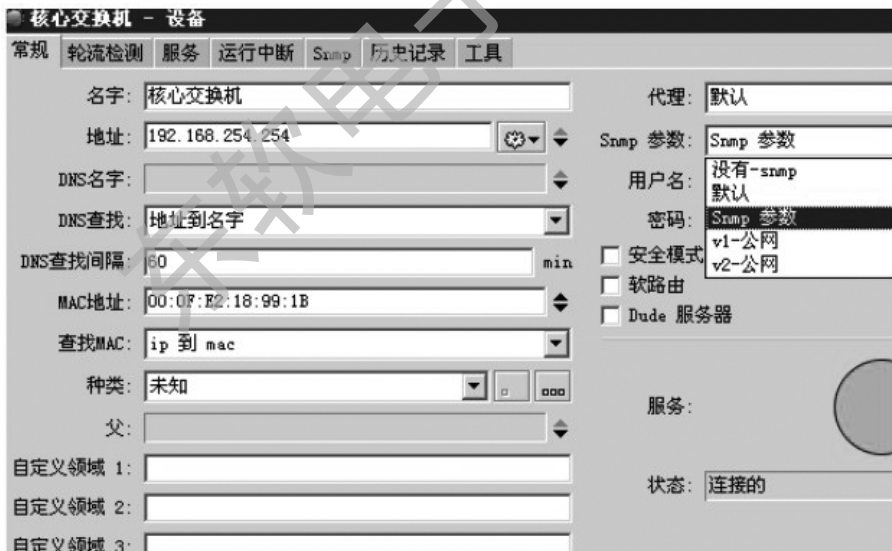 核心交换机 - 设备
常规 轮流检测 服务 运行中断 Snmp 历史记录 工具
名字: 核心交换机
地址: 192.168.254.254
DNS名字:
DNS查找: 地址到名字
DNS查找间隔: 60 min
MAC地址: 00:0F:E2:18:99:1B
查找MAC: ip 到 mac
种类: 未知
父:
自定义领域 1:
自定义领域 2:
自定义领域 3:
代理: 默认
Snmp 参数: Snmp 参数
没有-snmp
用户名: 默认
密码: Snmp 参数
v1-公网
安全模式 v2-公网
软路由
Dude 服务器
服务:
状态: 连接的
东软电子